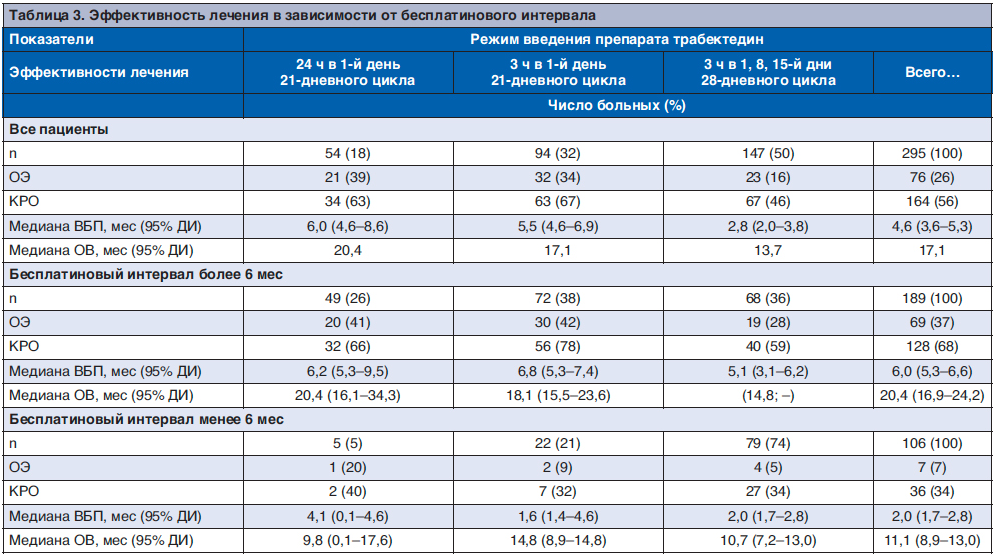 Таблица 3. Эффективность лечения в зависимости от бесплатинового интервала
Показатели Режим введения препарата трабектедин
Эффективности лечения 24 ч в 1-й день 21-дневного цикла 3 ч в 1-й день 21-дневного цикла 3 ч в 1, 8, 15-й дни 28-дневного цикла Всего…
Число больных (%)
Все пациенты
n 54 (18) 94 (32) 147 (50) 295 (100)
ОЭ 21 (39) 32 (34) 23 (16) 76 (26)
КРО 34 (63) 63 (67) 67 (46) 164 (56)
Медиана ВБП, мес (95% ДИ) 6,0 (4,6–8,6) 5,5 (4,6–6,9) 2,8 (2,0–3,8) 4,6 (3,6–5,3)
Медиана ОВ, мес (95% ДИ) 20,4 17,1 13,7 17,1
Бесплатиновый интервал более 6 мес
n 49 (26) 72 (38) 68 (36) 189 (100)
ОЭ 20 (41) 30 (42) 19 (28) 69 (37)
КРО 32 (66) 56 (78) 40 (59) 128 (68)
Медиана ВБП, мес (95% ДИ) 6,2 (5,3–9,5) 6,8 (5,3–7,4) 5,1 (3,1–6,2) 6,0 (5,3–6,6)
Медиана ОВ, мес (95% ДИ) 20,4 (16,1–34,3) 18,1 (15,5–23,6) (14,8; –) 20,4 (16,9–24,2)
Бесплатиновый интервал менее 6 мес
n 5 (5) 22 (21) 79 (74) 106 (100)
ОЭ 1 (20) 2 (9) 4 (5) 7 (7)
КРО 2 (40) 7 (32) 27 (34) 36 (34)
Медиана ВБП, мес (95% ДИ) 4,1 (0,1–4,6) 1,6 (1,4–4,6) 2,0 (1,7–2,8) 2,0 (1,7–2,8)
Медиана ОВ, мес (95% ДИ) 9,8 (0,1–17,6) 14,8 (8,9–14,8) 10,7 (7,2–13,0) 11,1 (8,9–13,0)